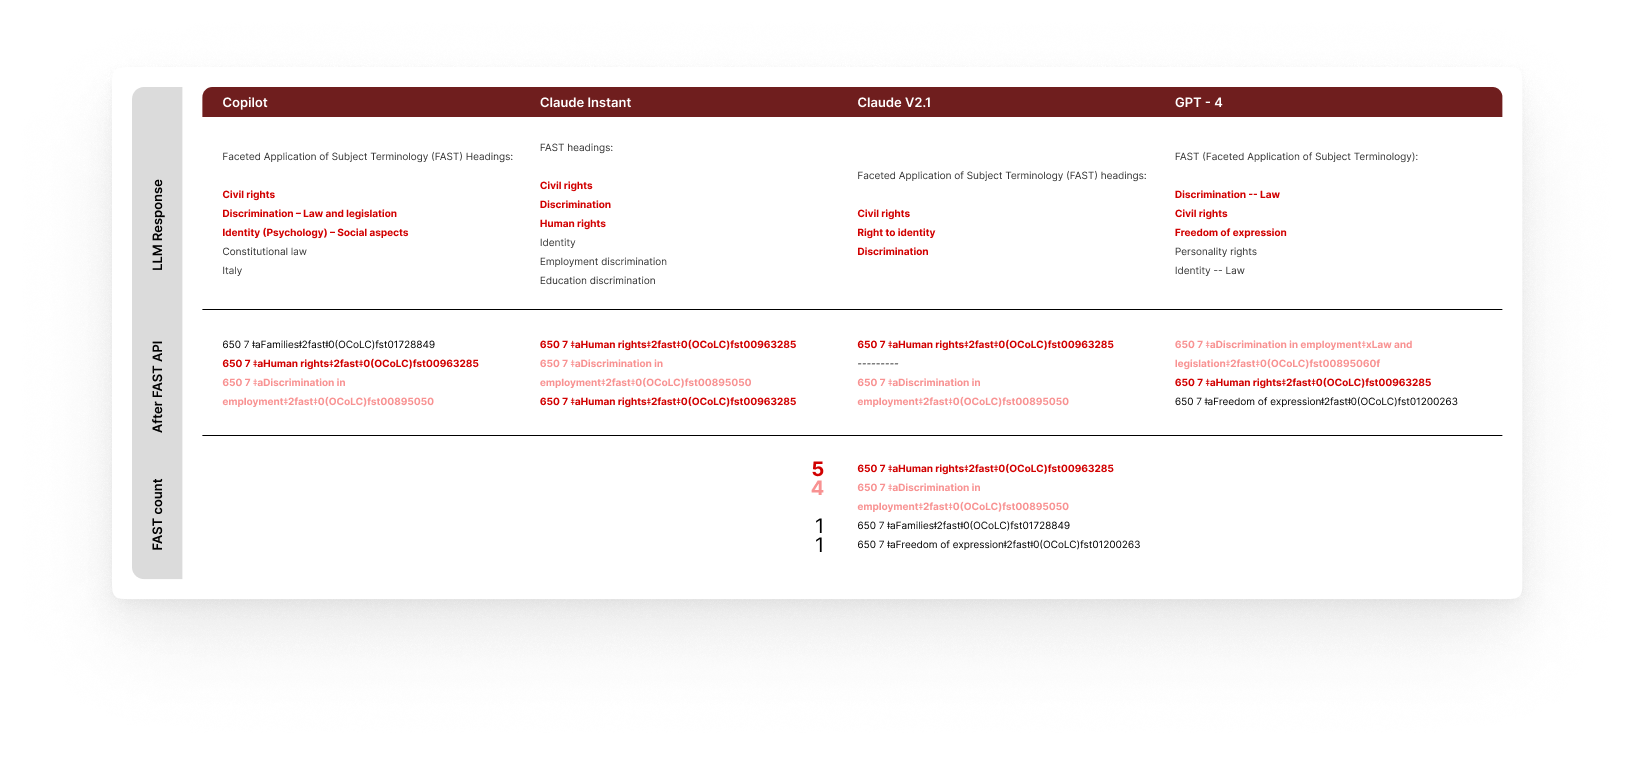 Copilot
Claude Instant
Claude V2.1
GPT - 4
LLM Response
Faceted Application of Subject Terminology (FAST) Headings:
Civil rights
Discrimination – Law and legislation
Identity (Psychology) – Social aspects
Constitutional law
Italy
FAST headings:
Civil rights
Discrimination
Human rights
Identity
Employment discrimination
Education discrimination
Faceted Application of Subject Terminology (FAST) headings:
Civil rights
Right to identity
Discrimination
FAST (Faceted Application of Subject Terminology):
Discrimination -- Law
Civil rights
Freedom of expression
Personality rights
Identity -- Law
After FAST API
650 7 ‡aFamilies‡2fast‡0(OCoLC)fst01728849
650 7 ‡aHuman rights‡2fast‡0(OCoLC)fst00963285
650 7 ‡aDiscrimination in
employment‡2fast‡0(OCoLC)fst00895050
650 7 ‡aHuman rights‡2fast‡0(OCoLC)fst00963285
650 7 ‡aDiscrimination in
employment‡2fast‡0(OCoLC)fst00895050
650 7 ‡aHuman rights‡2fast‡0(OCoLC)fst00963285
650 7 ‡aHuman rights‡2fast‡0(OCoLC)fst00963285
---------
650 7 ‡aDiscrimination in
employment‡2fast‡0(OCoLC)fst00895050
650 7 ‡aDiscrimination in employment‡xLaw and
legislation‡2fast‡0(OCoLC)fst00895060f
650 7 ‡aHuman rights‡2fast‡0(OCoLC)fst00963285
650 7 ‡aFreedom of expression‡2fast‡0(OCoLC)fst01200263
FAST count
5 650 7 ‡aHuman rights‡2fast‡0(OCoLC)fst00963285
4 650 7 ‡aDiscrimination in
employment‡2fast‡0(OCoLC)fst00895050
1 650 7 ‡aFamilies‡2fast‡0(OCoLC)fst01728849
1 650 7 ‡aFreedom of expression‡2fast‡0(OCoLC)fst01200263